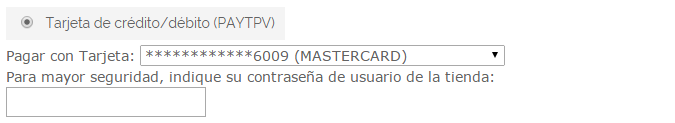 Tarjeta de crédito/débito (PAYTPV)
Pagar con Tarjeta: ************6009 (MASTERCARD)
Para mayor seguridad, indique su contraseña de usuario de la tienda: